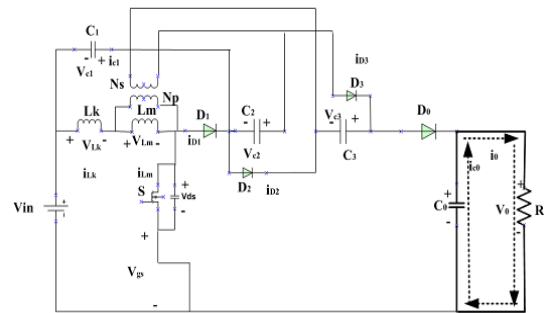 C1
- + ic1
Vc1
Ns
Np
iD3
D3
Lk
Lm
D1
C2
+
Vc3
- +
D0
+ VLk -
+ VLm -
iD1
-
Vc2
C3
iLk
iLm
D2
iD2
S
+
Vds
-
Vin
+
-
+
Vgs
-
i0
ic0
+
C0
-
V0
+
R
-